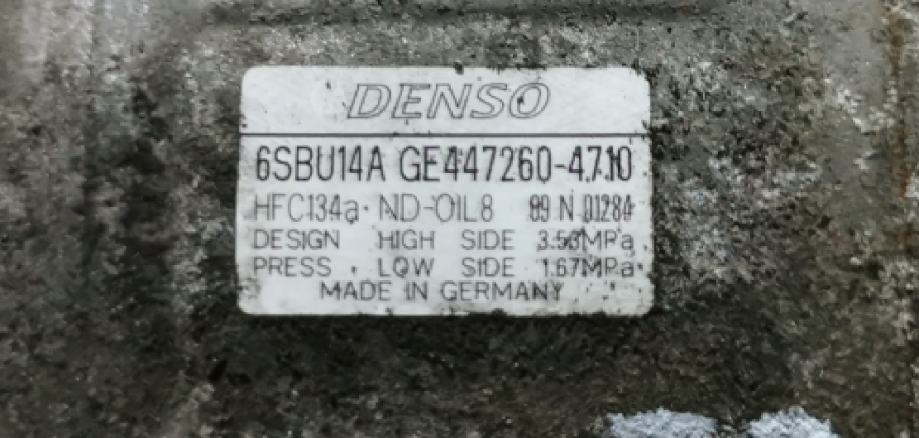 DENSO
6SBU14A GE447260-4710
HFC134a· ND-OIL8 89 N 01284
DESIGN HIGH SIDE 3.53MPa
PRESS. LOW SIDE 1.67MPa
MADE IN GERMANY